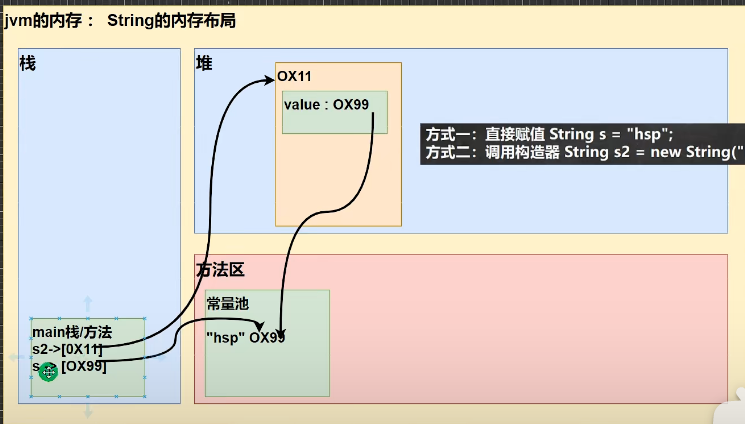 jvm的内存： String的内存布局
栈
堆
OX11
value : OX99
方式一：直接赋值 String s = "hsp";
方式二：调用构造器 String s2 = new String("
方法区
常量池
"hsp" OX99
main栈/方法
s2->[0X11]
s -> [OX99]